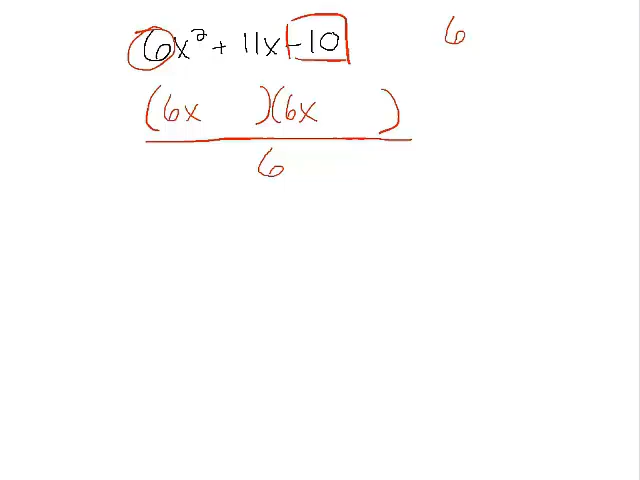 6x² + 11x -10 6
(6x )(6x )
6